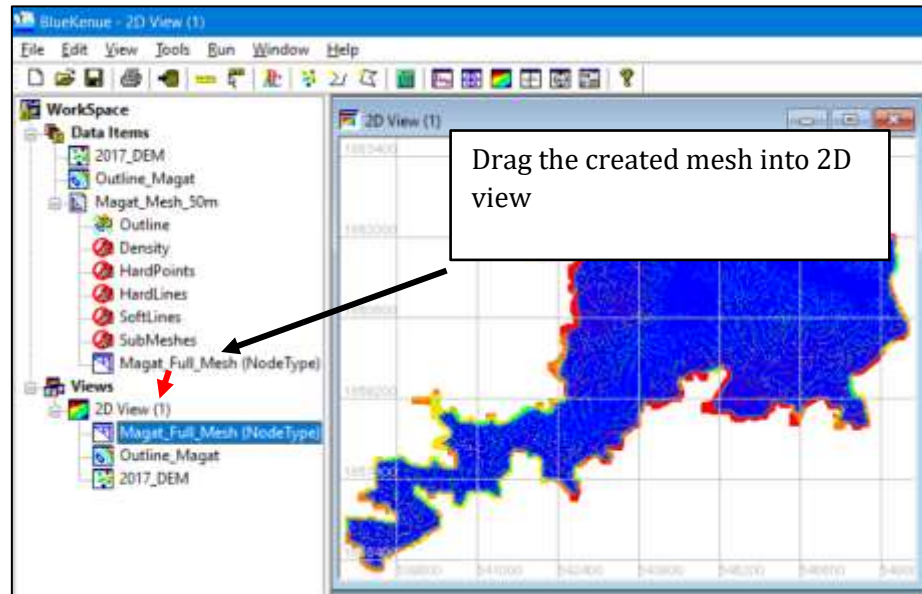 BlueKenue - 2D View (1)
File Edit View Tools Run Window Help
WorkSpace
Data Items
2017_DEM
Outline_Magat
Magat_Mesh_50m
Outline
Density
HardPoints
HardLines
SoftLines
SubMeshes
Magat_Full_Mesh (NodeType)
Views
2D View (1)
Magat_Full_Mesh (NodeType)
Outline_Magat
2017_DEM
2D View (1)
Drag the created mesh into 2D
view